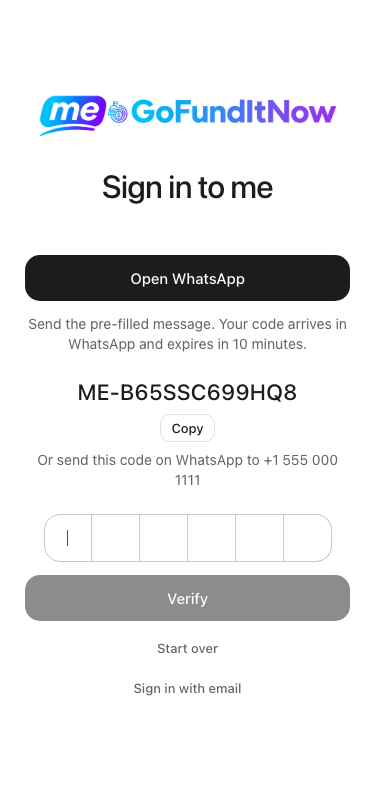 me GoFundItNow
Sign in to me
Open WhatsApp
Send the pre-filled message. Your code arrives in
WhatsApp and expires in 10 minutes.
ME-B65SSC699HQ8
Copy
Or send this code on WhatsApp to +1 555 000
1111
Verify
Start over
Sign in with email